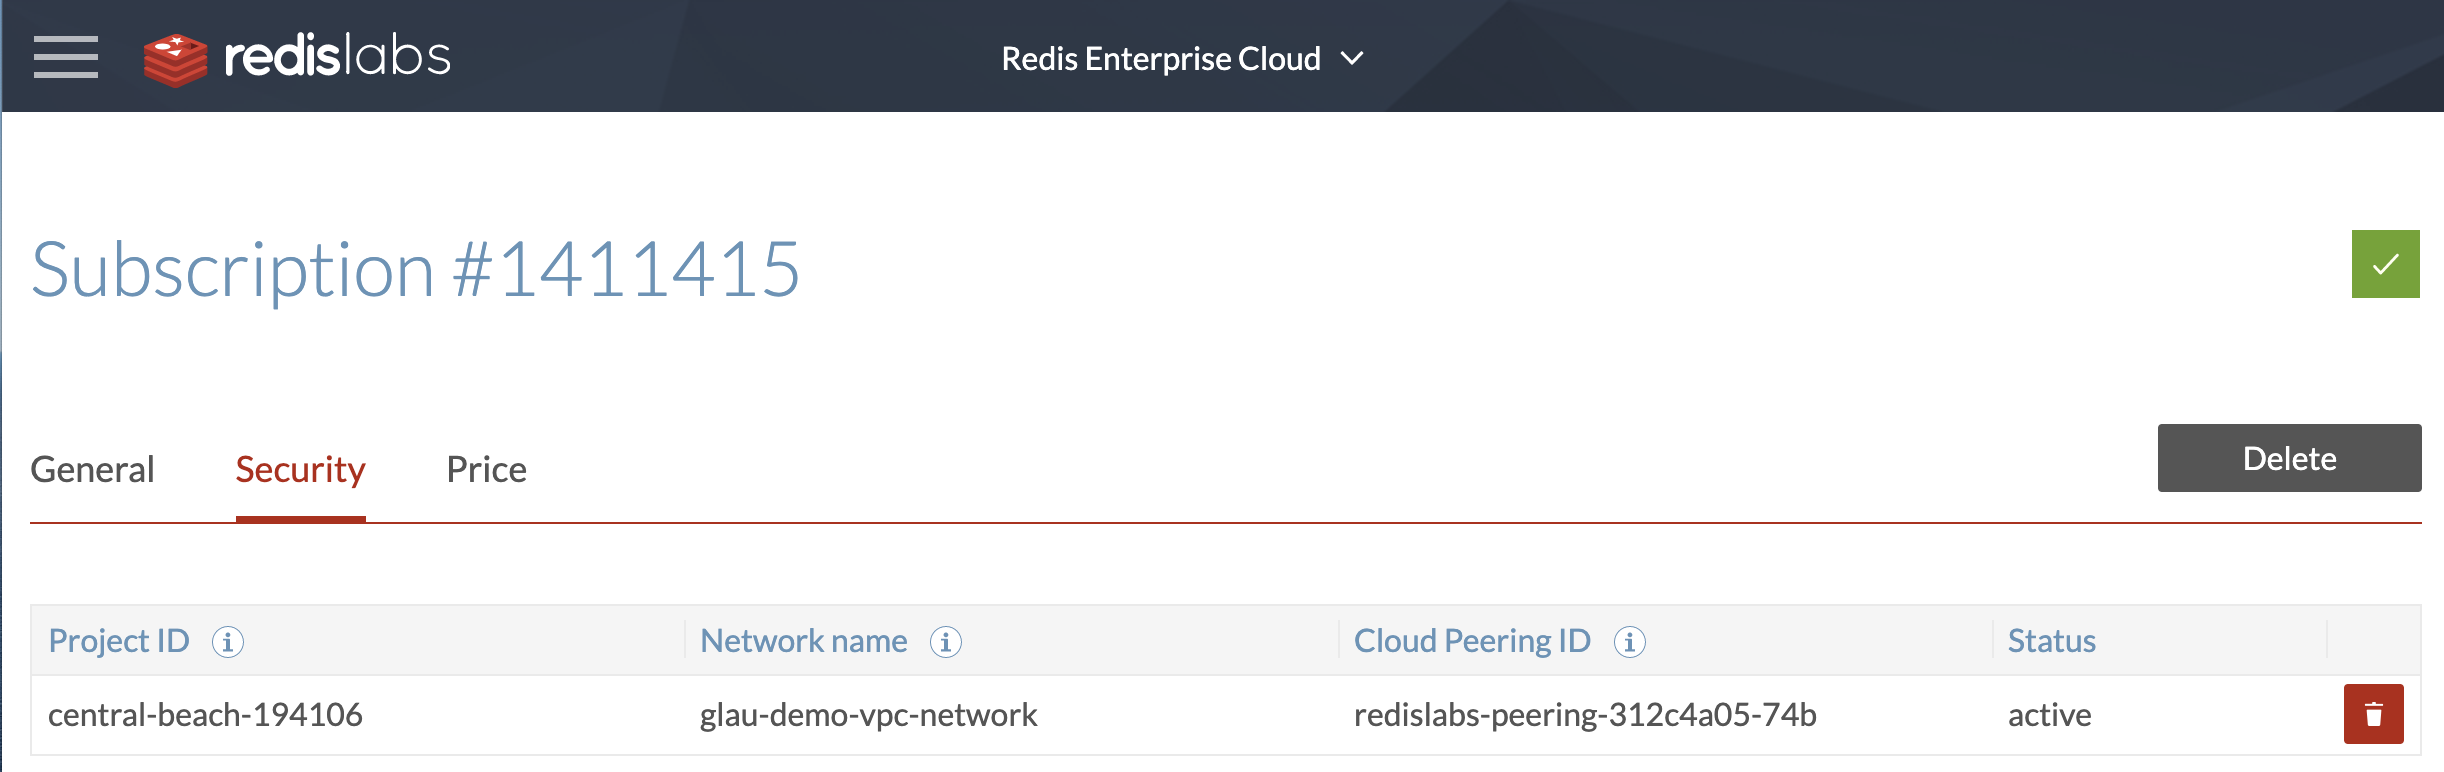 redislabs
Redis Enterprise Cloud
Subscription #1411415
General Security Price
Delete
Project ID Network name Cloud Peering ID Status
central-beach-194106 glau-demo-vpc-network redislabs-peering-312c4a05-74b active